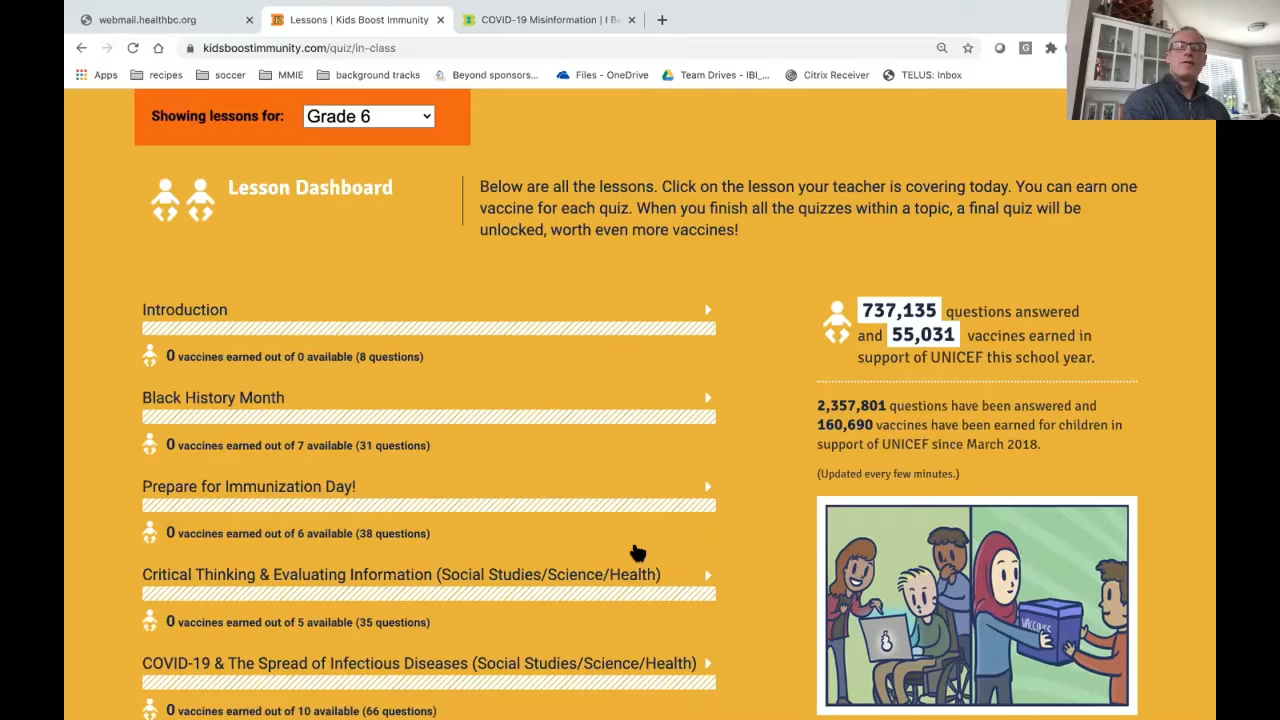 webmail.healthbc.org
Lessons | Kids Boost Immunity
COVID-19 Misinformation | I Be
kidsboostimmunity.com/quiz/in-class
Apps
recipes
soccer
MMIE
background tracks
Beyond sponsors...
Files - OneDrive
Team Drives - IBI_...
Citrix Receiver
TELUS: Inbox
Showing lessons for: Grade 6
Lesson Dashboard
Below are all the lessons. Click on the lesson your teacher is covering today. You can earn one
vaccine for each quiz. When you finish all the quizzes within a topic, a final quiz will be
unlocked, worth even more vaccines!
Introduction
0 vaccines earned out of 0 available (8 questions)
Black History Month
0 vaccines earned out of 7 available (31 questions)
Prepare for Immunization Day!
0 vaccines earned out of 6 available (38 questions)
Critical Thinking & Evaluating Information (Social Studies/Science/Health)
0 vaccines earned out of 5 available (35 questions)
COVID-19 & The Spread of Infectious Diseases (Social Studies/Science/Health)
0 vaccines earned out of 10 available (66 questions)
737,135 questions answered
and 55,031 vaccines earned in
support of UNICEF this school year.
2,357,801 questions have been answered and
160,690 vaccines have been earned for children in
support of UNICEF since March 2018.
(Updated every few minutes.)
VACCINES